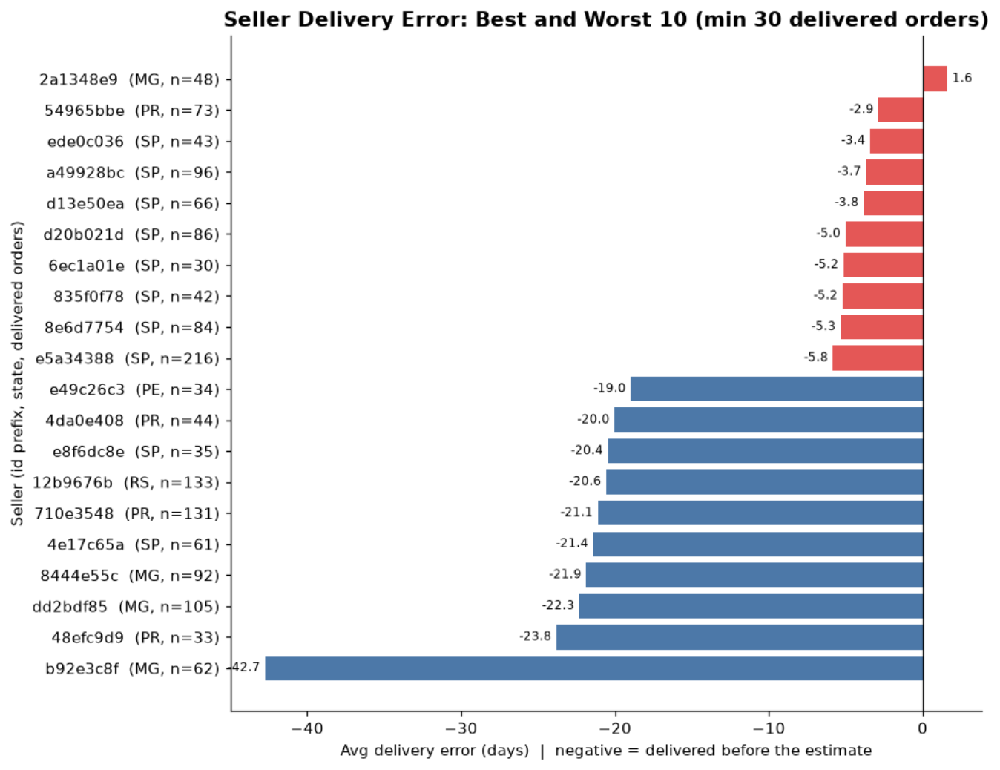 Seller Delivery Error: Best and Worst 10 (min 30 delivered orders)
Seller (id prefix, state, delivered orders)
2a1348e9 (MG, n=48) 1.6
54965bbe (PR, n=73) -2.9
ede0c036 (SP, n=43) -3.4
a49928bc (SP, n=96) -3.7
d13e50ea (SP, n=66) -3.8
d20b021d (SP, n=86) -5.0
6ec1a01e (SP, n=30) -5.2
835f0f78 (SP, n=42) -5.2
8e6d7754 (SP, n=84) -5.3
e5a34388 (SP, n=216) -5.8
e49c26c3 (PE, n=34) -19.0
4da0e408 (PR, n=44) -20.0
e8f6dc8e (SP, n=35) -20.4
12b9676b (RS, n=133) -20.6
710e3548 (PR, n=131) -21.1
4e17c65a (SP, n=61) -21.4
8444e55c (MG, n=92) -21.9
dd2bdf85 (MG, n=105) -22.3
48efc9d9 (PR, n=33) -23.8
b92e3c8f (MG, n=62) -42.7
−40 −30 −20 −10 0
Avg delivery error (days) | negative = delivered before the estimate